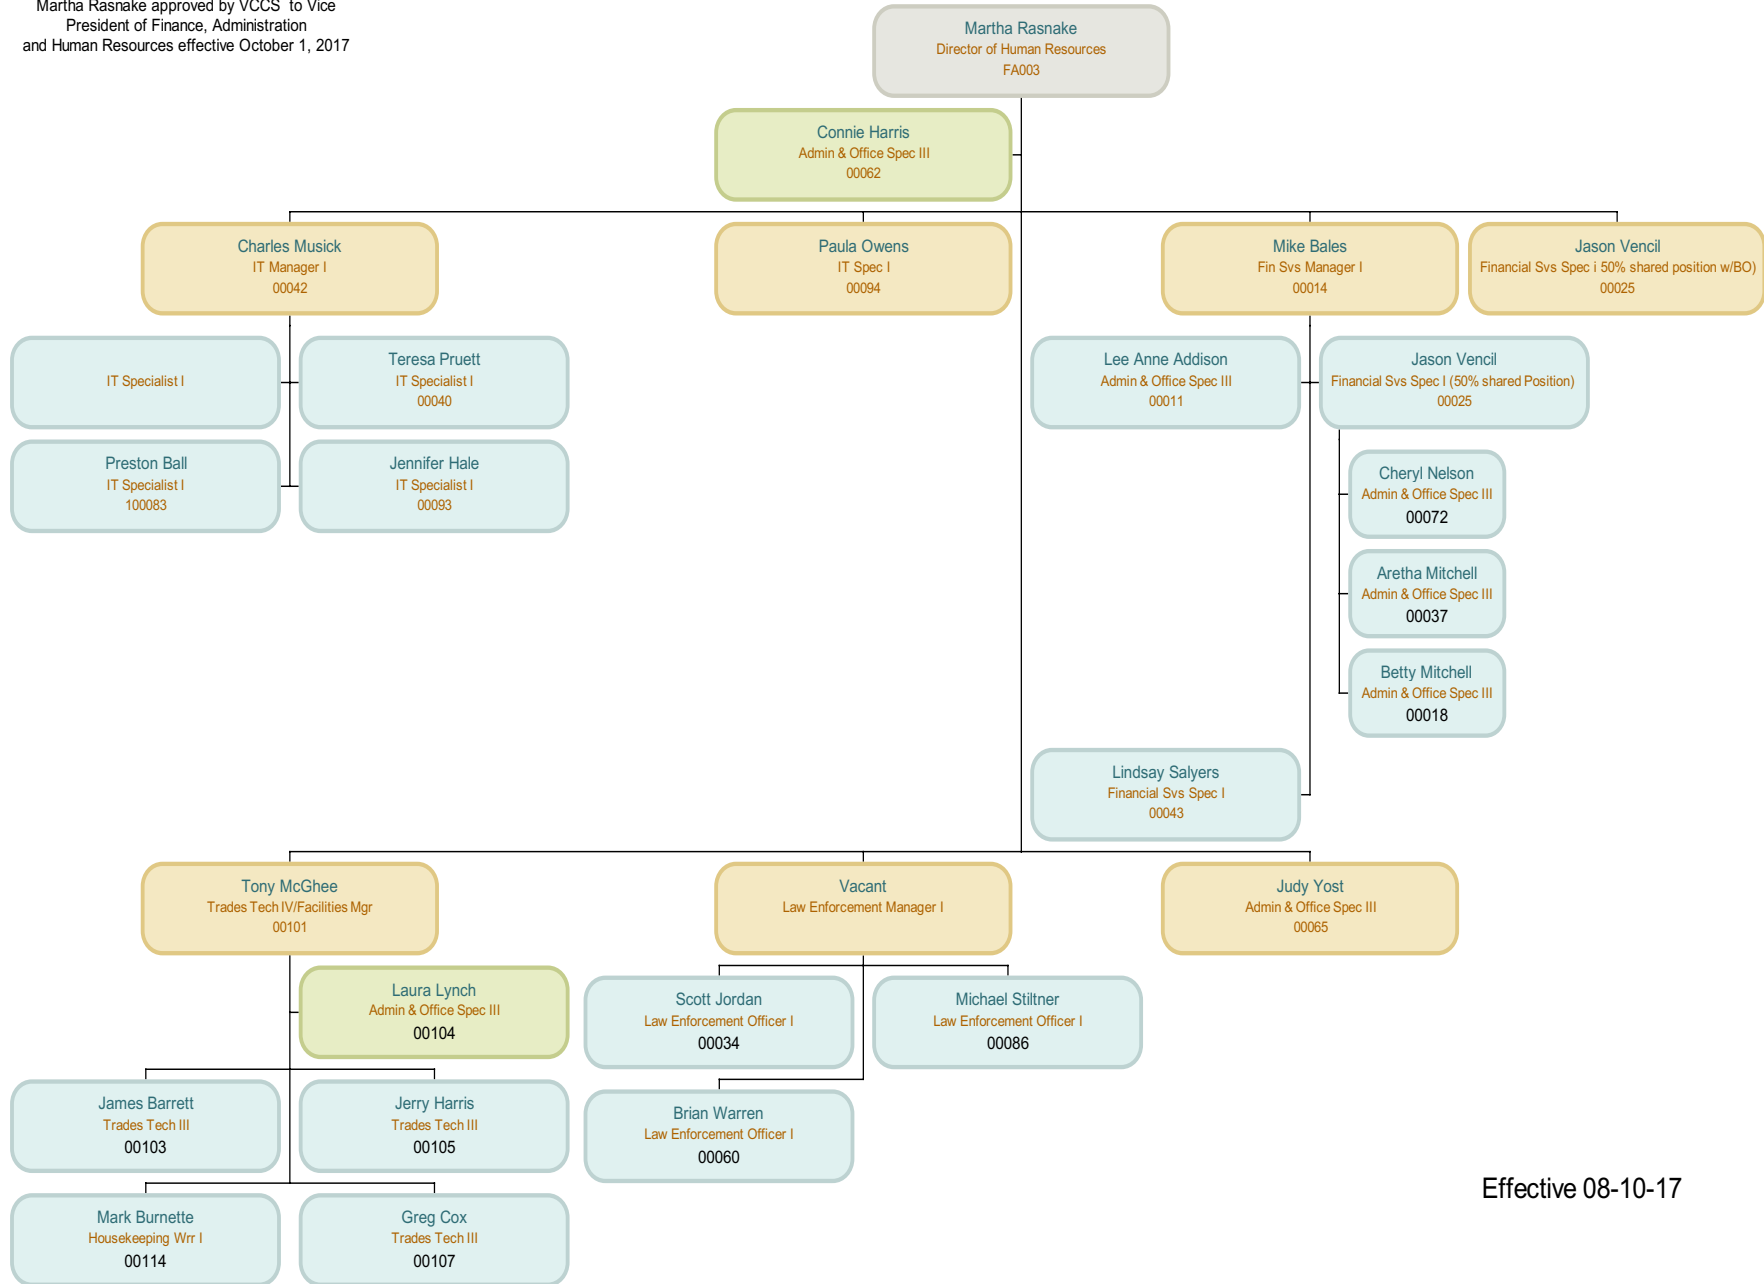 Martha Rasnake approved by VCCS to Vice
President of Finance, Administration
and Human Resources effective October 1, 2017
Martha Rasnake
Director of Human Resources
FA003
Connie Harris
Admin & Office Spec III
00062
Charles Musick
IT Manager I
00042
Paula Owens
IT Spec I
00094
Mike Bales
Fin Svs Manager I
00014
Jason Vencil
Financial Svs Spec i 50% shared position w/BO)
00025
IT Specialist I
Teresa Pruett
IT Specialist I
00040
Preston Ball
IT Specialist I
100083
Jennifer Hale
IT Specialist I
00093
Lee Anne Addison
Admin & Office Spec III
00011
Jason Vencil
Financial Svs Spec I (50% shared Position)
00025
Cheryl Nelson
Admin & Office Spec III
00072
Aretha Mitchell
Admin & Office Spec III
00037
Betty Mitchell
Admin & Office Spec III
00018
Lindsay Salyers
Financial Svs Spec I
00043
Tony McGhee
Trades Tech IV/Facilities Mgr
00101
Vacant
Law Enforcement Manager I
Judy Yost
Admin & Office Spec III
00065
Laura Lynch
Admin & Office Spec III
00104
James Barrett
Trades Tech III
00103
Jerry Harris
Trades Tech III
00105
Mark Burnette
Housekeeping Wrr I
00114
Greg Cox
Trades Tech III
00107
Scott Jordan
Law Enforcement Officer I
00034
Michael Stiltner
Law Enforcement Officer I
00086
Brian Warren
Law Enforcement Officer I
00060
Effective 08-10-17